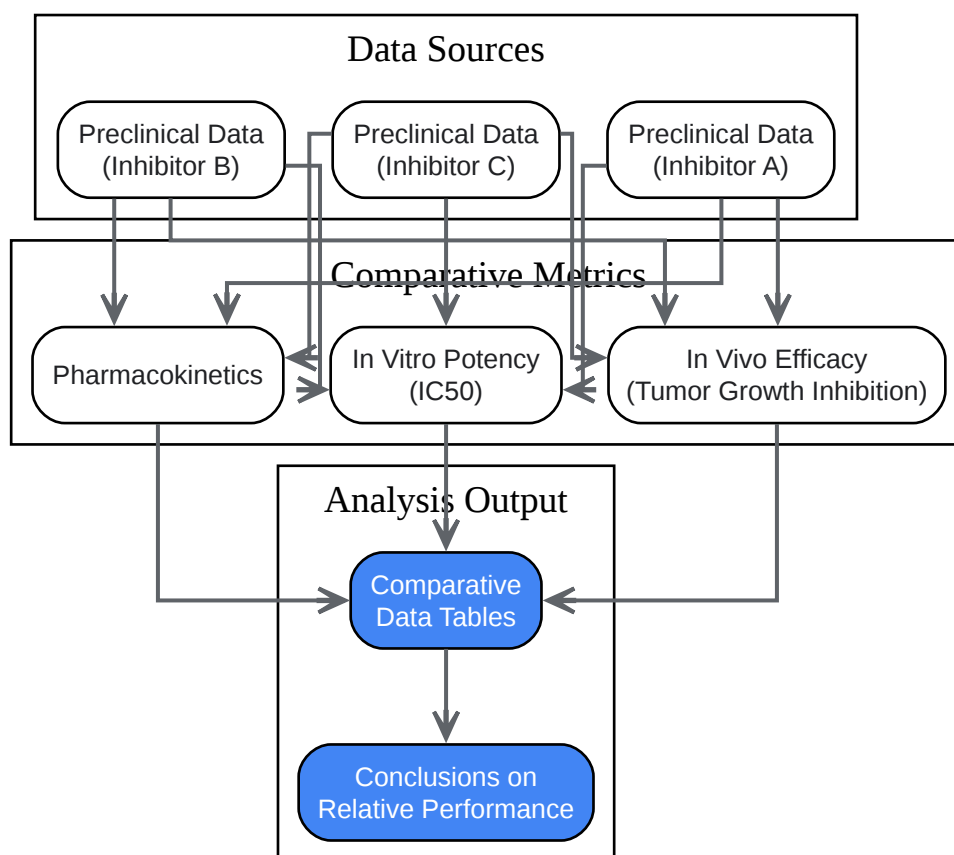 Data Sources
Preclinical Data
(Inhibitor B)
Preclinical Data
(Inhibitor C)
Preclinical Data
(Inhibitor A)
Comparative Metrics
Pharmacokinetics
In Vitro Potency
(IC50)
In Vivo Efficacy
(Tumor Growth Inhibition)
Analysis Output
Comparative
Data Tables
Conclusions on
Relative Performance